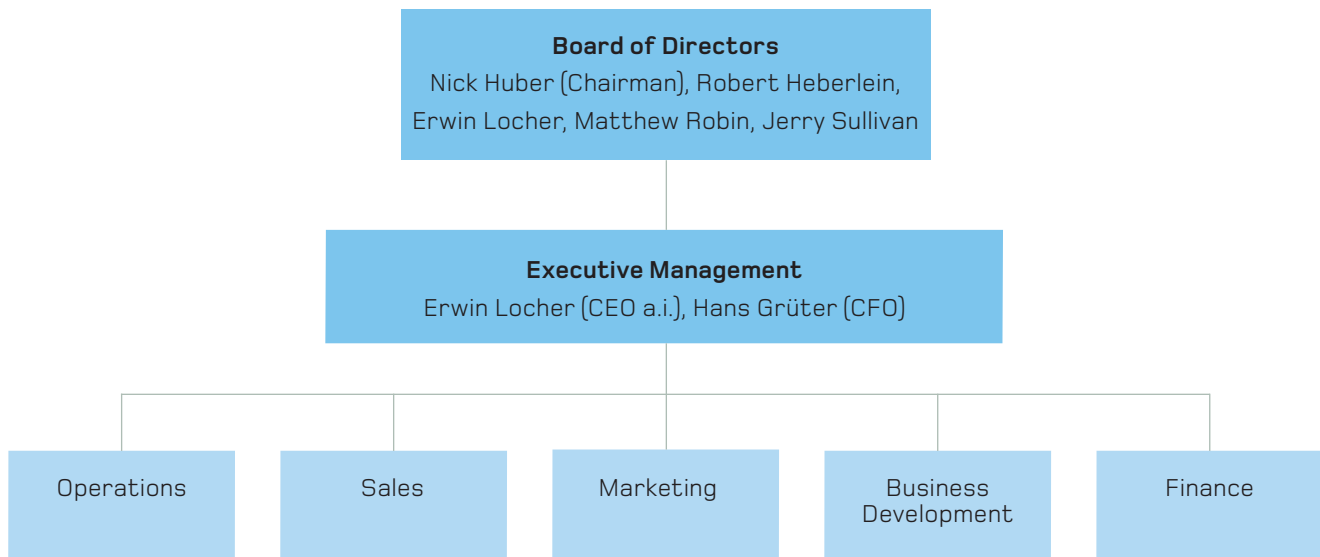 Board of Directors
Nick Huber (Chairman), Robert Heberlein,
Erwin Locher, Matthew Robin, Jerry Sullivan
Executive Management
Erwin Locher (CEO a.i.), Hans Grüter (CFO)
Operations
Sales
Marketing
Business
Development
Finance